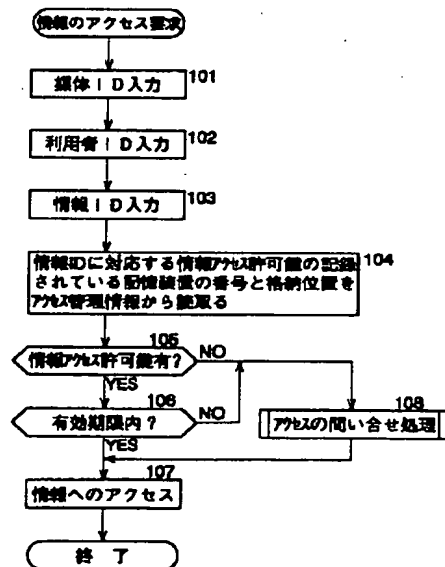 情報のアクセス要求
媒体ID入力
101
利用者ID入力
102
情報ID入力
103
情報IDに対応する情報アクセス許可鍵の記録
されている記憶装置の番号と格納位置を
アクセス管理情報から読取る
104
105
情報アクセス許可鍵有?
NO
YES
106
有効期限内?
NO
YES
108
アクセスの問い合せ処理
107
情報へのアクセス
終了